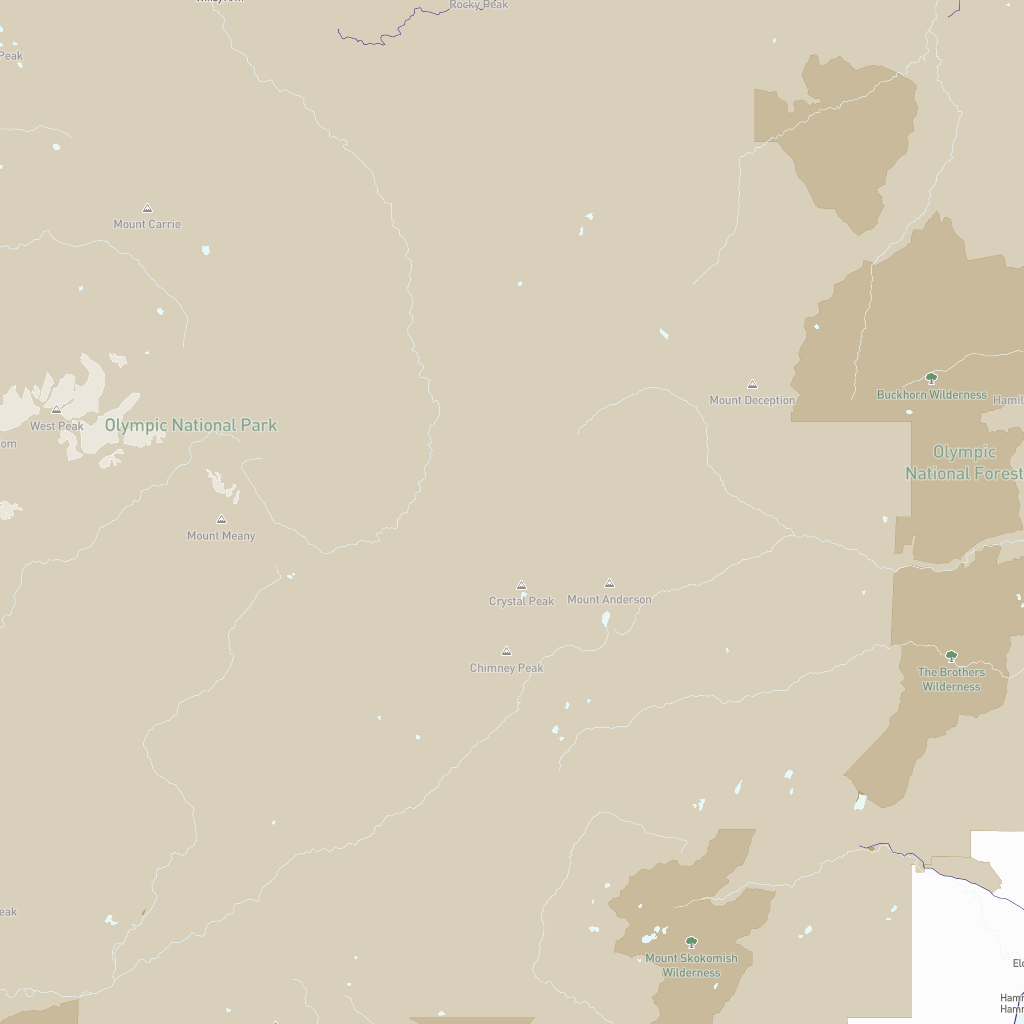 Rocky Peak
Peak
Mount Carrie
Mount Deception
Buckhorn Wilderness
West Peak
Olympic National Park
Olympic
National Forest
Mount Meany
Crystal Peak
Mount Anderson
Chimney Peak
The Brothers
Wilderness
Mount Skokomish
Wilderness